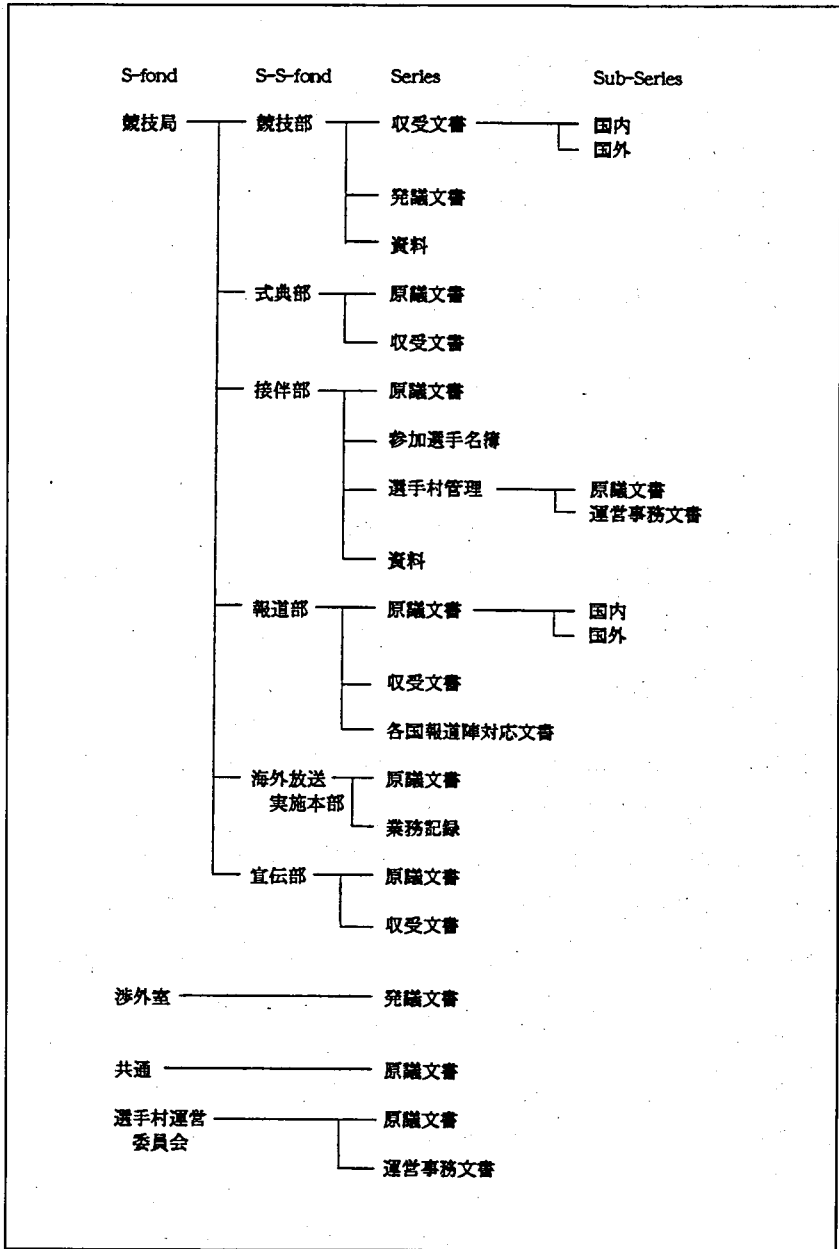 S-fond S-S-fond Series Sub-Series
競技局 競技部 収受文書 国内
国外
発議文書
資料
式典部 原議文書
収受文書
接伴部 原議文書
参加選手名簿
選手村管理 原議文書
運営事務文書
資料
報道部 原議文書 国内
国外
収受文書
各国報道陣対応文書
海外放送 原議文書
実施本部
業務記録
宣伝部 原議文書
収受文書
渉外室 発議文書
共通 原議文書
選手村運営 原議文書
委員会
運営事務文書